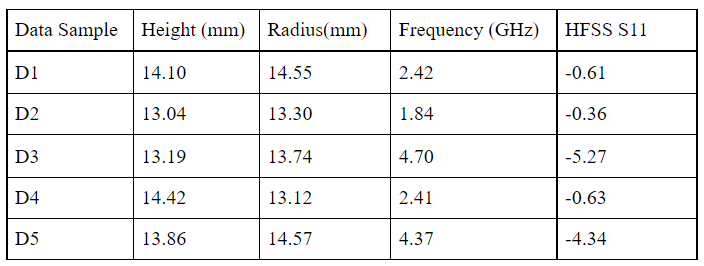 Data Sample Height (mm) Radius(mm) Frequency (GHz) HFSS S11
D1 14.10 14.55 2.42 -0.61
D2 13.04 13.30 1.84 -0.36
D3 13.19 13.74 4.70 -5.27
D4 14.42 13.12 2.41 -0.63
D5 13.86 14.57 4.37 -4.34